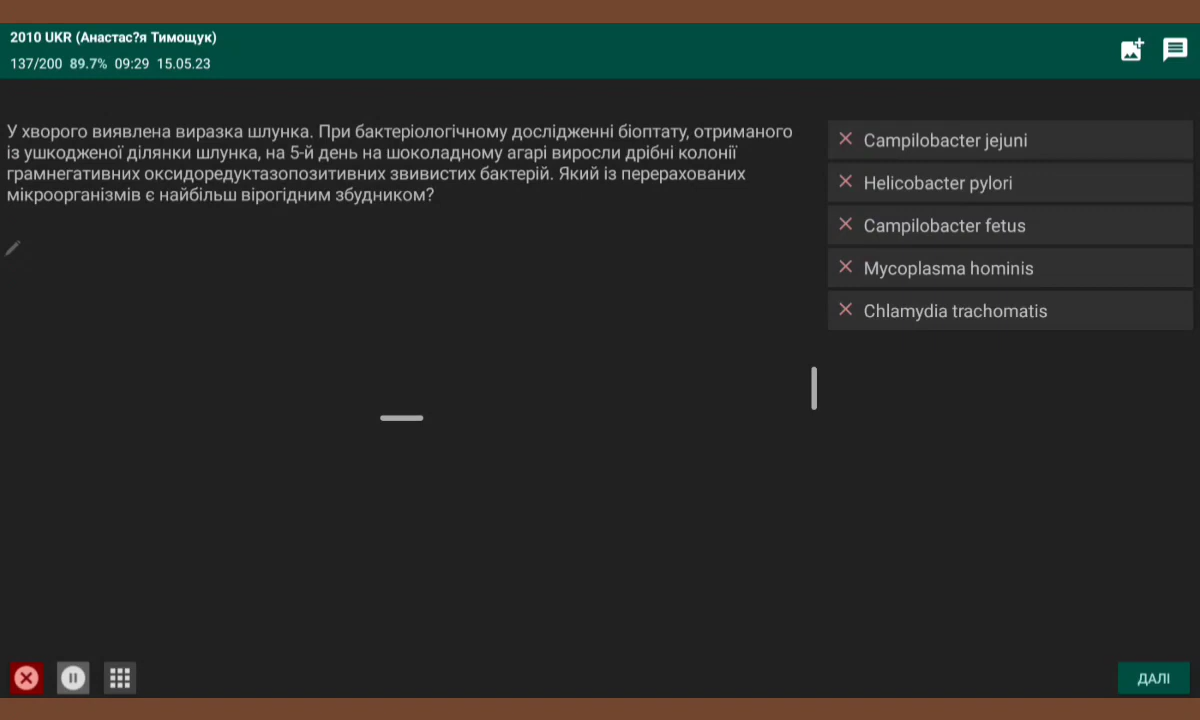 2010 UKR (Анастас?я Тимощук)
137/200 89.7% 09:29 15.05.23
У хворого виявлена виразка шлунка. При бактеріологічному дослідженні біоптату, отриманого
із ушкодженої ділянки шлунка, на 5-й день на шоколадному агарі виросли дрібні колонії
грамнегативних оксидоредуктазопозитивних звивистих бактерій. Який із перерахованих
мікроорганізмів є найбільш вірогідним збудником?
Campilobacter jejuni
Helicobacter pylori
Campilobacter fetus
Mycoplasma hominis
Chlamydia trachomatis
ДАЛІ